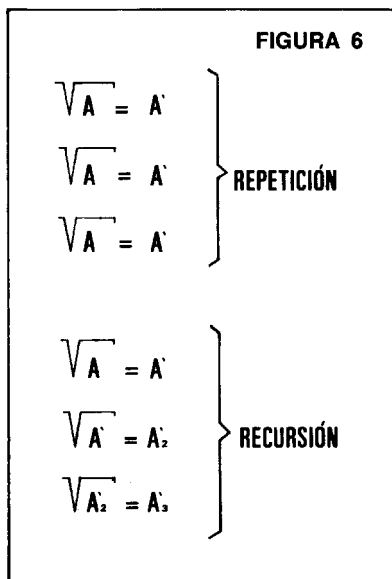 FIGURA 6
√A = A'
√A = A'
√A = A'
REPETICIÓN
√A = A'
√A' = A'₂
√A'₂ = A'₃
RECURSIÓN